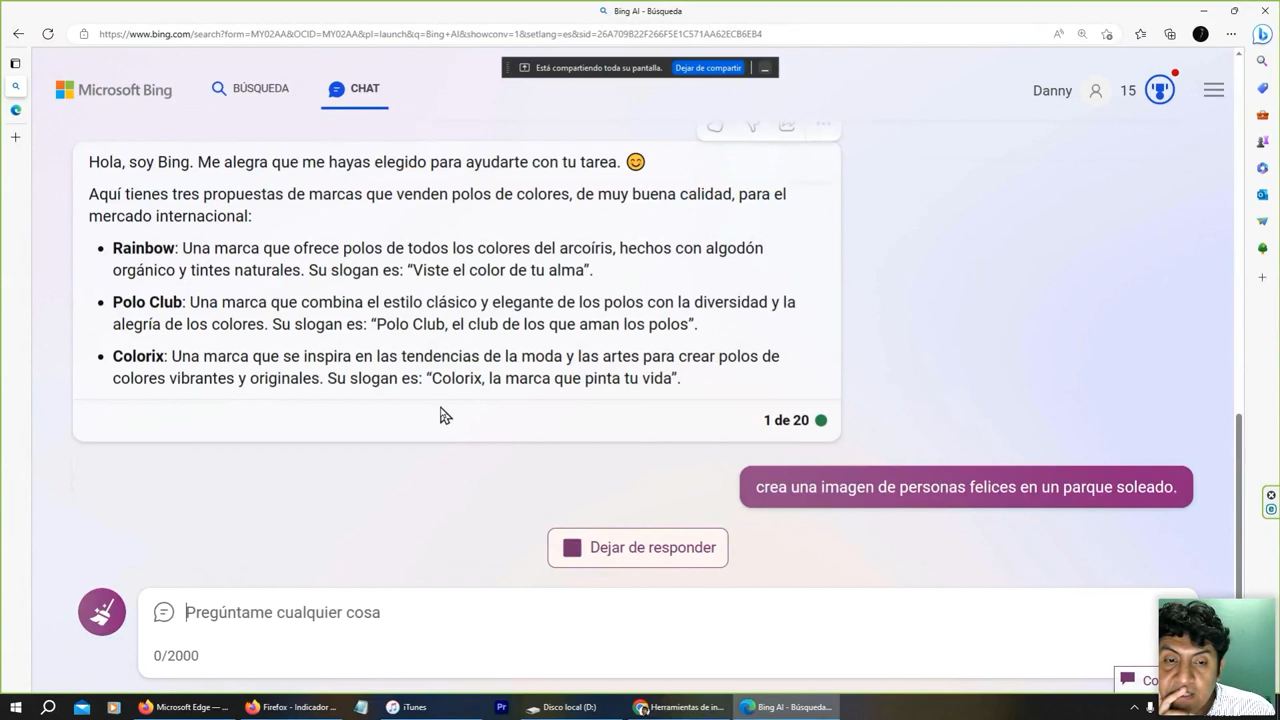 Bing AI - Búsqueda
https://www.bing.com/search?form=MY02AA&OCID=MY02AA&pl=launch&q=Bing+AI&showconv=1&setlang=es&sid=26A709B22F266F5E1C571AA62ECB6EB4
Está compartiendo toda su pantalla. Dejar de compartir
Microsoft Bing BÚSQUEDA CHAT Danny 15
Hola, soy Bing. Me alegra que me hayas elegido para ayudarte con tu tarea. 😊
Aquí tienes tres propuestas de marcas que venden polos de colores, de muy buena calidad, para el
mercado internacional:
• Rainbow: Una marca que ofrece polos de todos los colores del arcoíris, hechos con algodón
orgánico y tintes naturales. Su slogan es: “Viste el color de tu alma”.
• Polo Club: Una marca que combina el estilo clásico y elegante de los polos con la diversidad y la
alegría de los colores. Su slogan es: “Polo Club, el club de los que aman los polos”.
• Colorix: Una marca que se inspira en las tendencias de la moda y las artes para crear polos de
colores vibrantes y originales. Su slogan es: “Colorix, la marca que pinta tu vida”.
1 de 20
crea una imagen de personas felices en un parque soleado.
Dejar de responder
Pregúntame cualquier cosa
0/2000
Co
Microsoft Edge — ... Firefox - Indicador ... iTunes Pr Disco local (D:) Herramientas de in... Bing AI - Búsqueda...